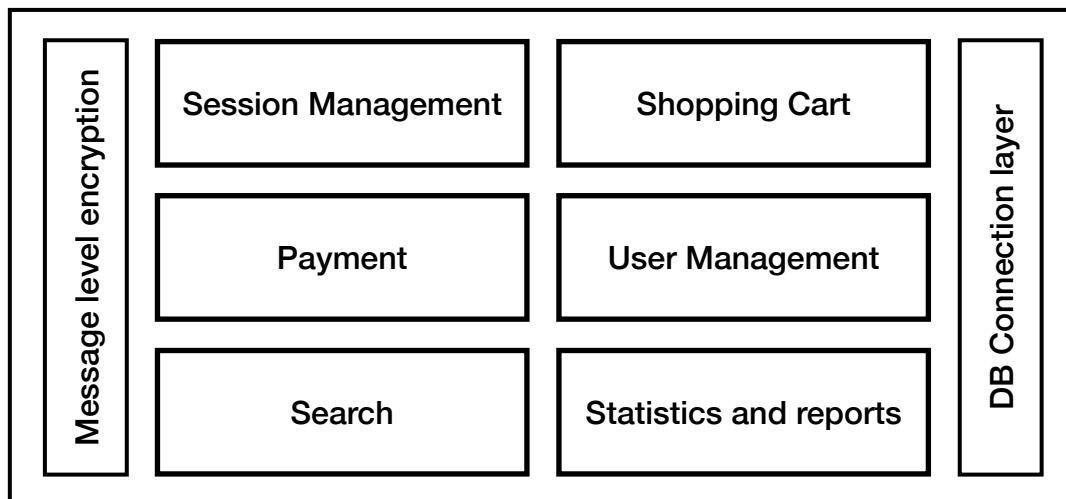 Message level encryption
Session Management
Shopping Cart
Payment
User Management
Search
Statistics and reports
DB Connection layer